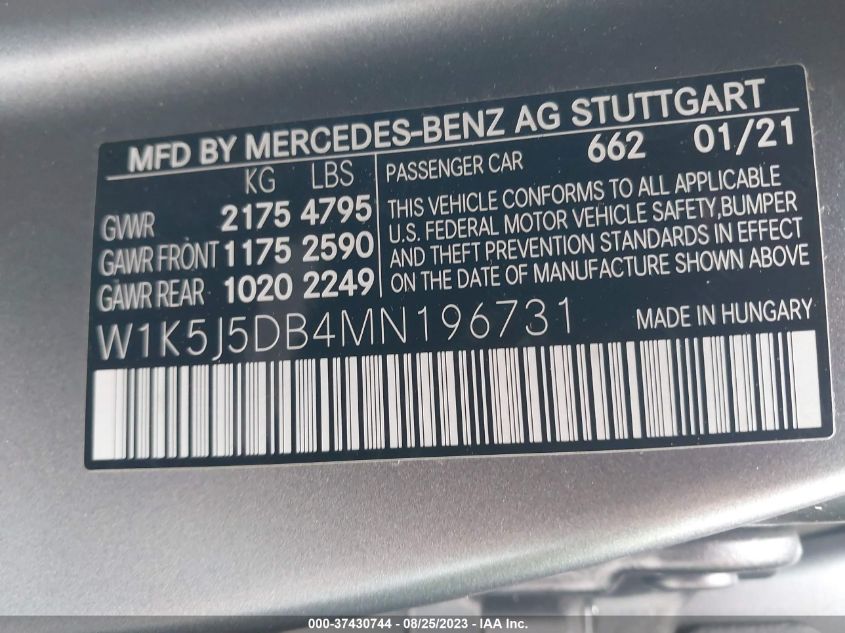 MFD BY MERCEDES-BENZ AG STUTTGART
KG LBS
GVWR 2175 4795
GAWR FRONT 1175 2590
GAWR REAR 1020 2249
PASSENGER CAR 662 01/21
THIS VEHICLE CONFORMS TO ALL APPLICABLE
U.S. FEDERAL MOTOR VEHICLE SAFETY,BUMPER
AND THEFT PREVENTION STANDARDS IN EFFECT
ON THE DATE OF MANUFACTURE SHOWN ABOVE
W1K5J5DB4MN196731
MADE IN HUNGARY
000-37430744 - 08/25/2023 - IAA Inc.